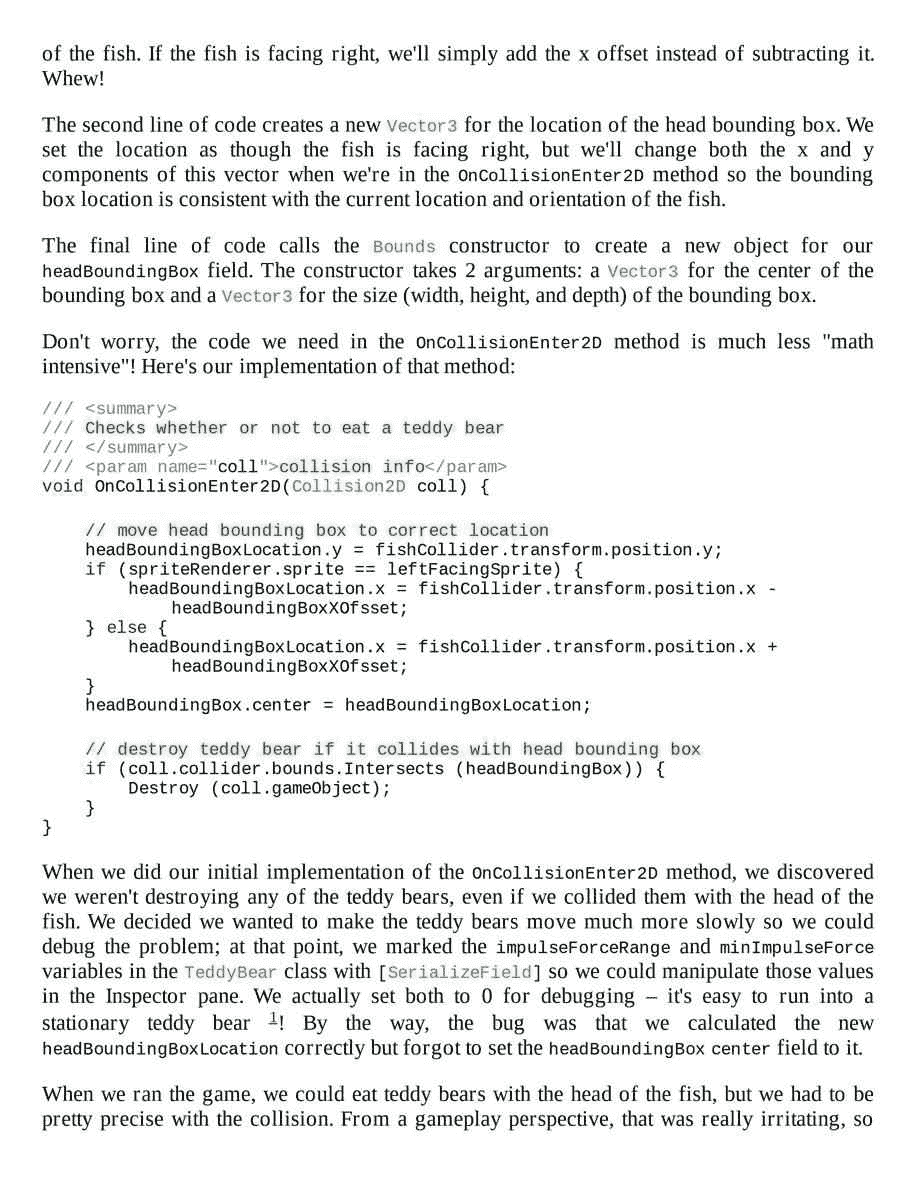 of the fish. If the fish is facing right, we'll simply add the x offset instead of subtracting it.
Whew!
The second line of code creates a new Vector3 for the location of the head bounding box. We
set the location as though the fish is facing right, but we'll change both the x and y
components of this vector when we're in the OnCollisionEnter2D method so the bounding
box location is consistent with the current location and orientation of the fish.
The final line of code calls the Bounds constructor to create a new object for our
headBoundingBox field. The constructor takes 2 arguments: a Vector3 for the center of the
bounding box and a Vector3 for the size (width, height, and depth) of the bounding box.
Don't worry, the code we need in the OnCollisionEnter2D method is much less "math
intensive"! Here's our implementation of that method:
/// <summary>
/// Checks whether or not to eat a teddy bear
/// </summary>
/// <param name="coll">collision info</param>
void OnCollisionEnter2D(Collision2D coll) {
    // move head bounding box to correct location
    headBoundingBoxLocation.y = fishCollider.transform.position.y;
    if (spriteRenderer.sprite == leftFacingSprite) {
        headBoundingBoxLocation.x = fishCollider.transform.position.x -
            headBoundingBoxXOfsset;
    } else {
        headBoundingBoxLocation.x = fishCollider.transform.position.x +
            headBoundingBoxXOfsset;
    }
    headBoundingBox.center = headBoundingBoxLocation;
    // destroy teddy bear if it collides with head bounding box
    if (coll.collider.bounds.Intersects (headBoundingBox)) {
        Destroy (coll.gameObject);
    }
}
When we did our initial implementation of the OnCollisionEnter2D method, we discovered
we weren't destroying any of the teddy bears, even if we collided them with the head of the
fish. We decided we wanted to make the teddy bears move much more slowly so we could
debug the problem; at that point, we marked the impulseForceRange and minImpulseForce
variables in the TeddyBear class with [SerializeField] so we could manipulate those values
in the Inspector pane. We actually set both to 0 for debugging – it's easy to run into a
stationary teddy bear 1! By the way, the bug was that we calculated the new
headBoundingBoxLocation correctly but forgot to set the headBoundingBox center field to it.
When we ran the game, we could eat teddy bears with the head of the fish, but we had to be
pretty precise with the collision. From a gameplay perspective, that was really irritating, so